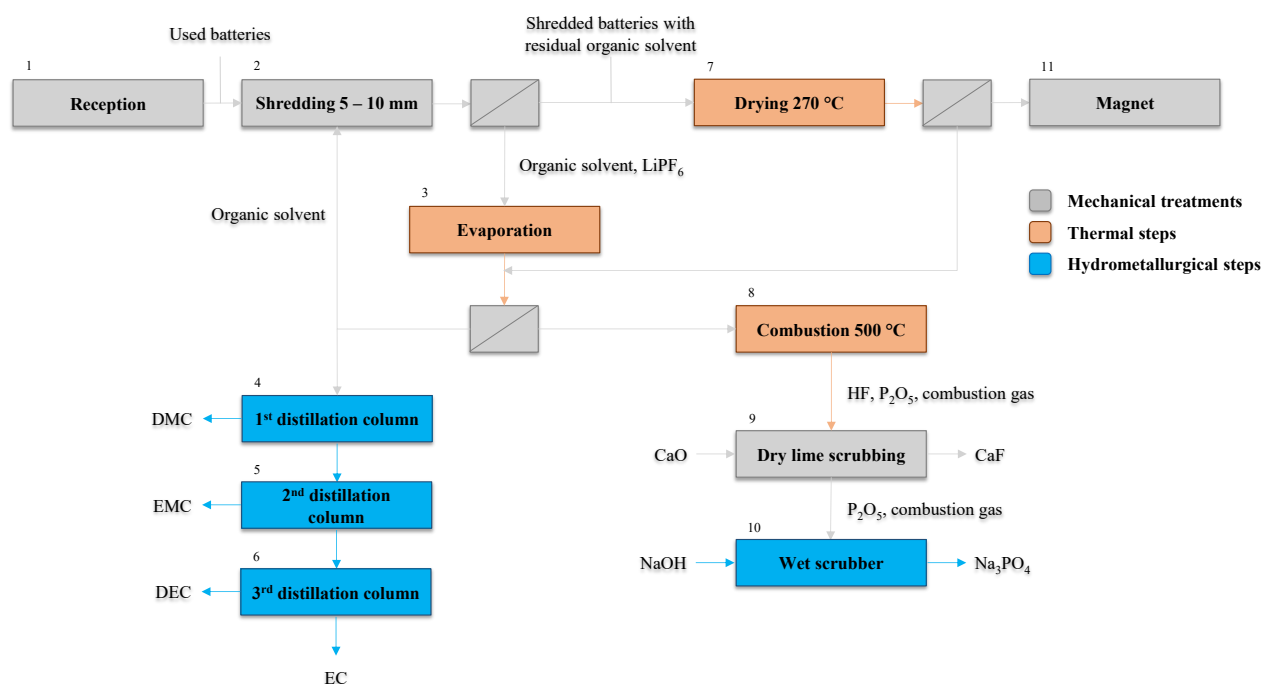 Used batteries
Shredded batteries with
residual organic solvent
1
Reception
2
Shredding 5 – 10 mm
7
Drying 270 °C
11
Magnet
Organic solvent, LiPF₆
Organic solvent
3
Evaporation
Mechanical treatments
Thermal steps
Hydrometallurgical steps
8
Combustion 500 °C
HF, P₂O₅, combustion gas
4
1st distillation column
DMC
9
Dry lime scrubbing
CaO
CaF
5
2nd distillation
column
EMC
P₂O₅, combustion gas
10
Wet scrubber
NaOH
Na₃PO₄
6
3rd distillation column
DEC
EC